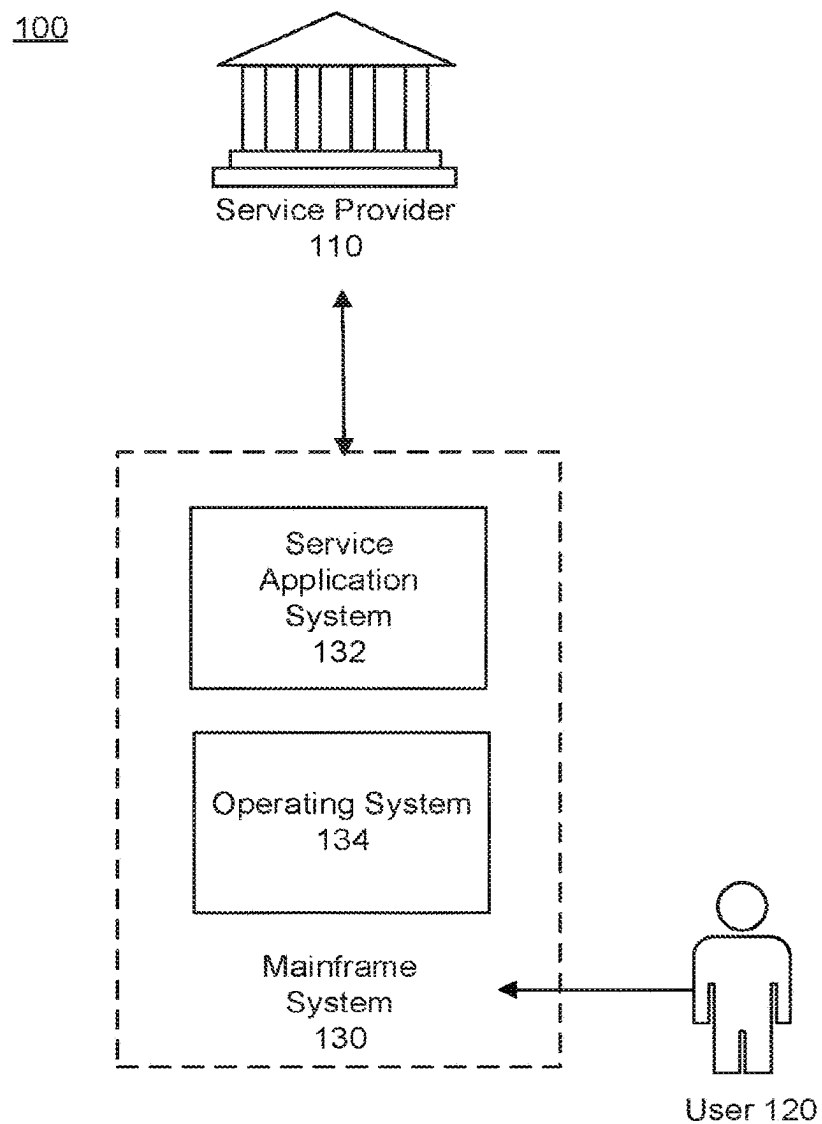 100
Service Provider
110
Service
Application
System
132
Operating System
134
Mainframe
System
130
User 120